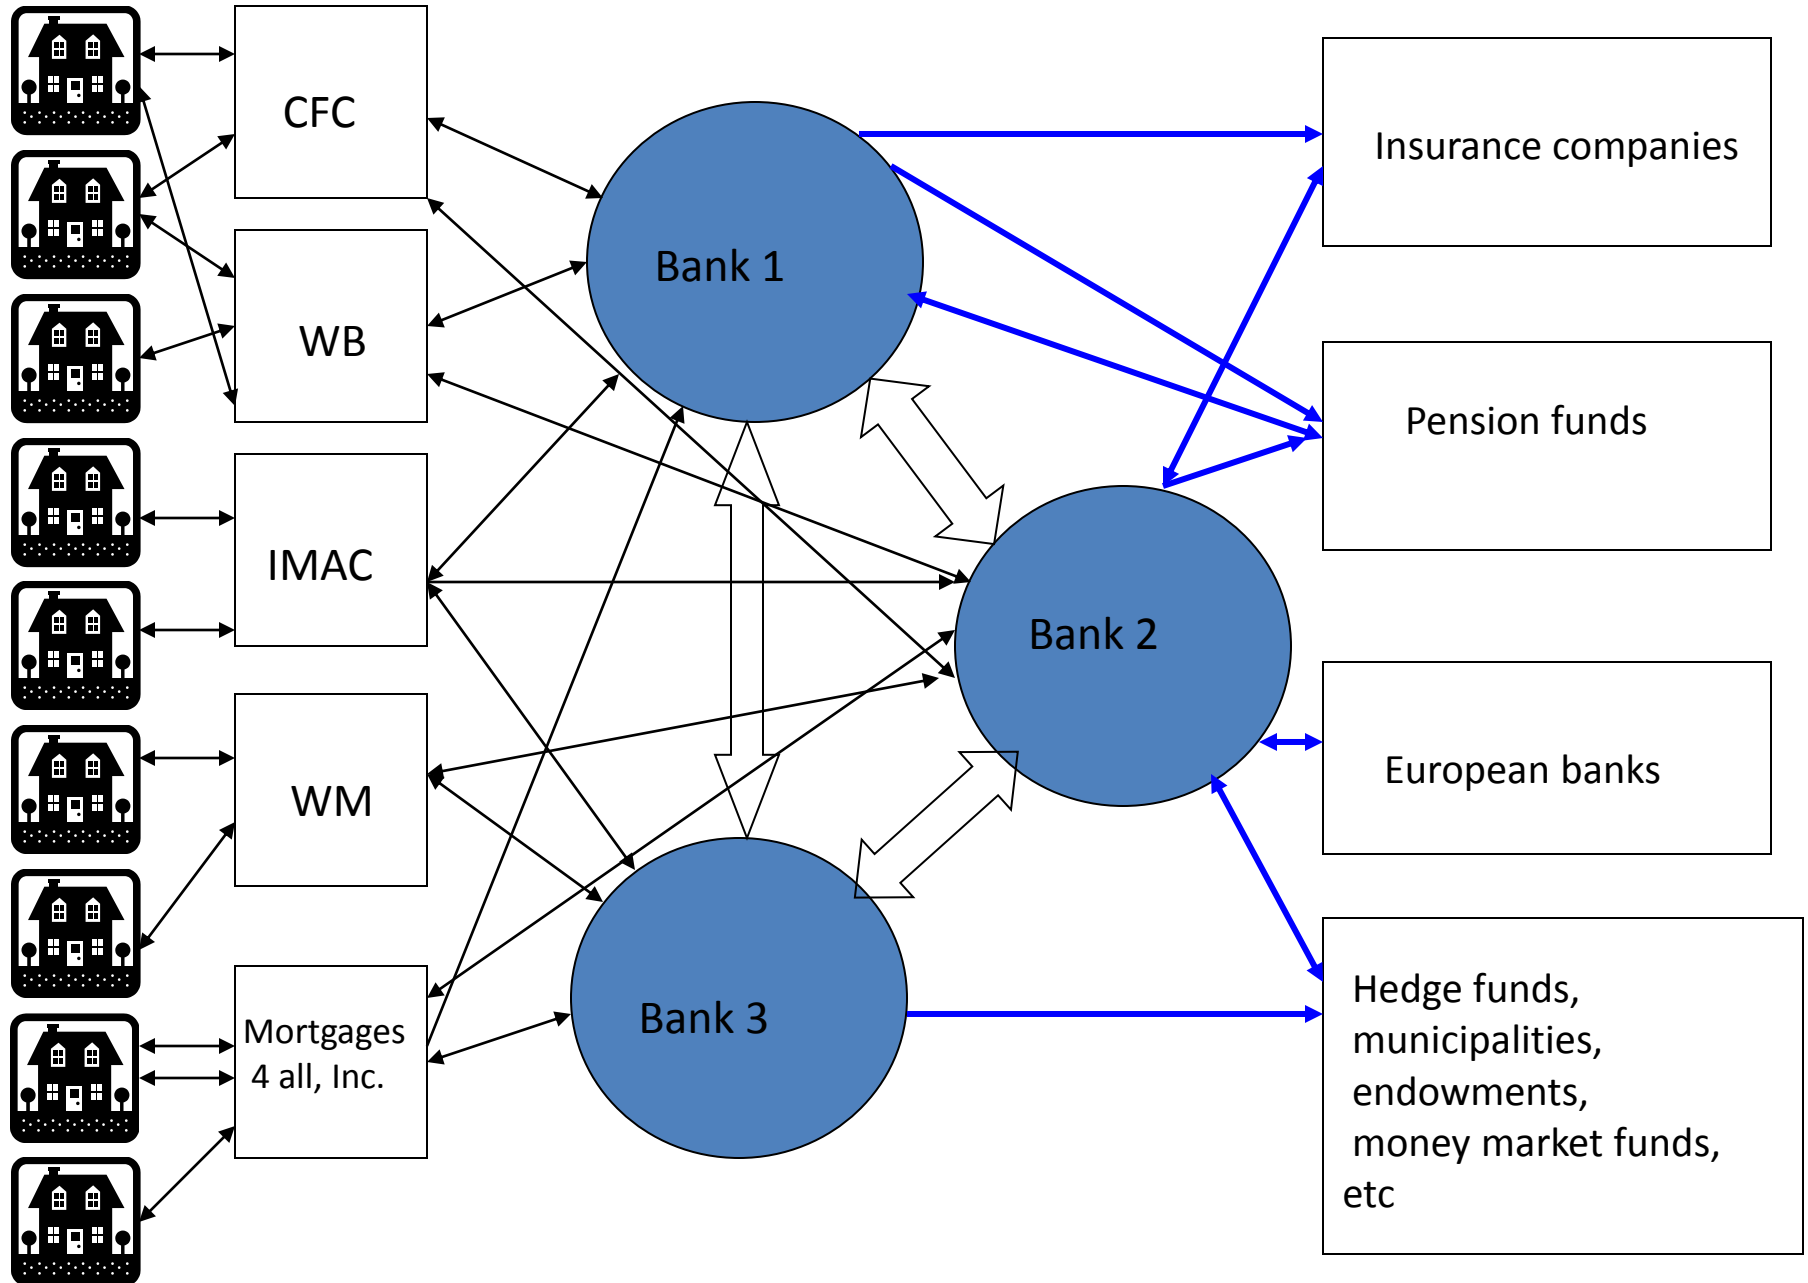 CFC
WB
IMAC
WM
Mortgages
4 all, Inc.
Bank 1
Bank 2
Bank 3
Insurance companies
Pension funds
European banks
Hedge funds,
municipalities,
endowments,
money market funds,
etc